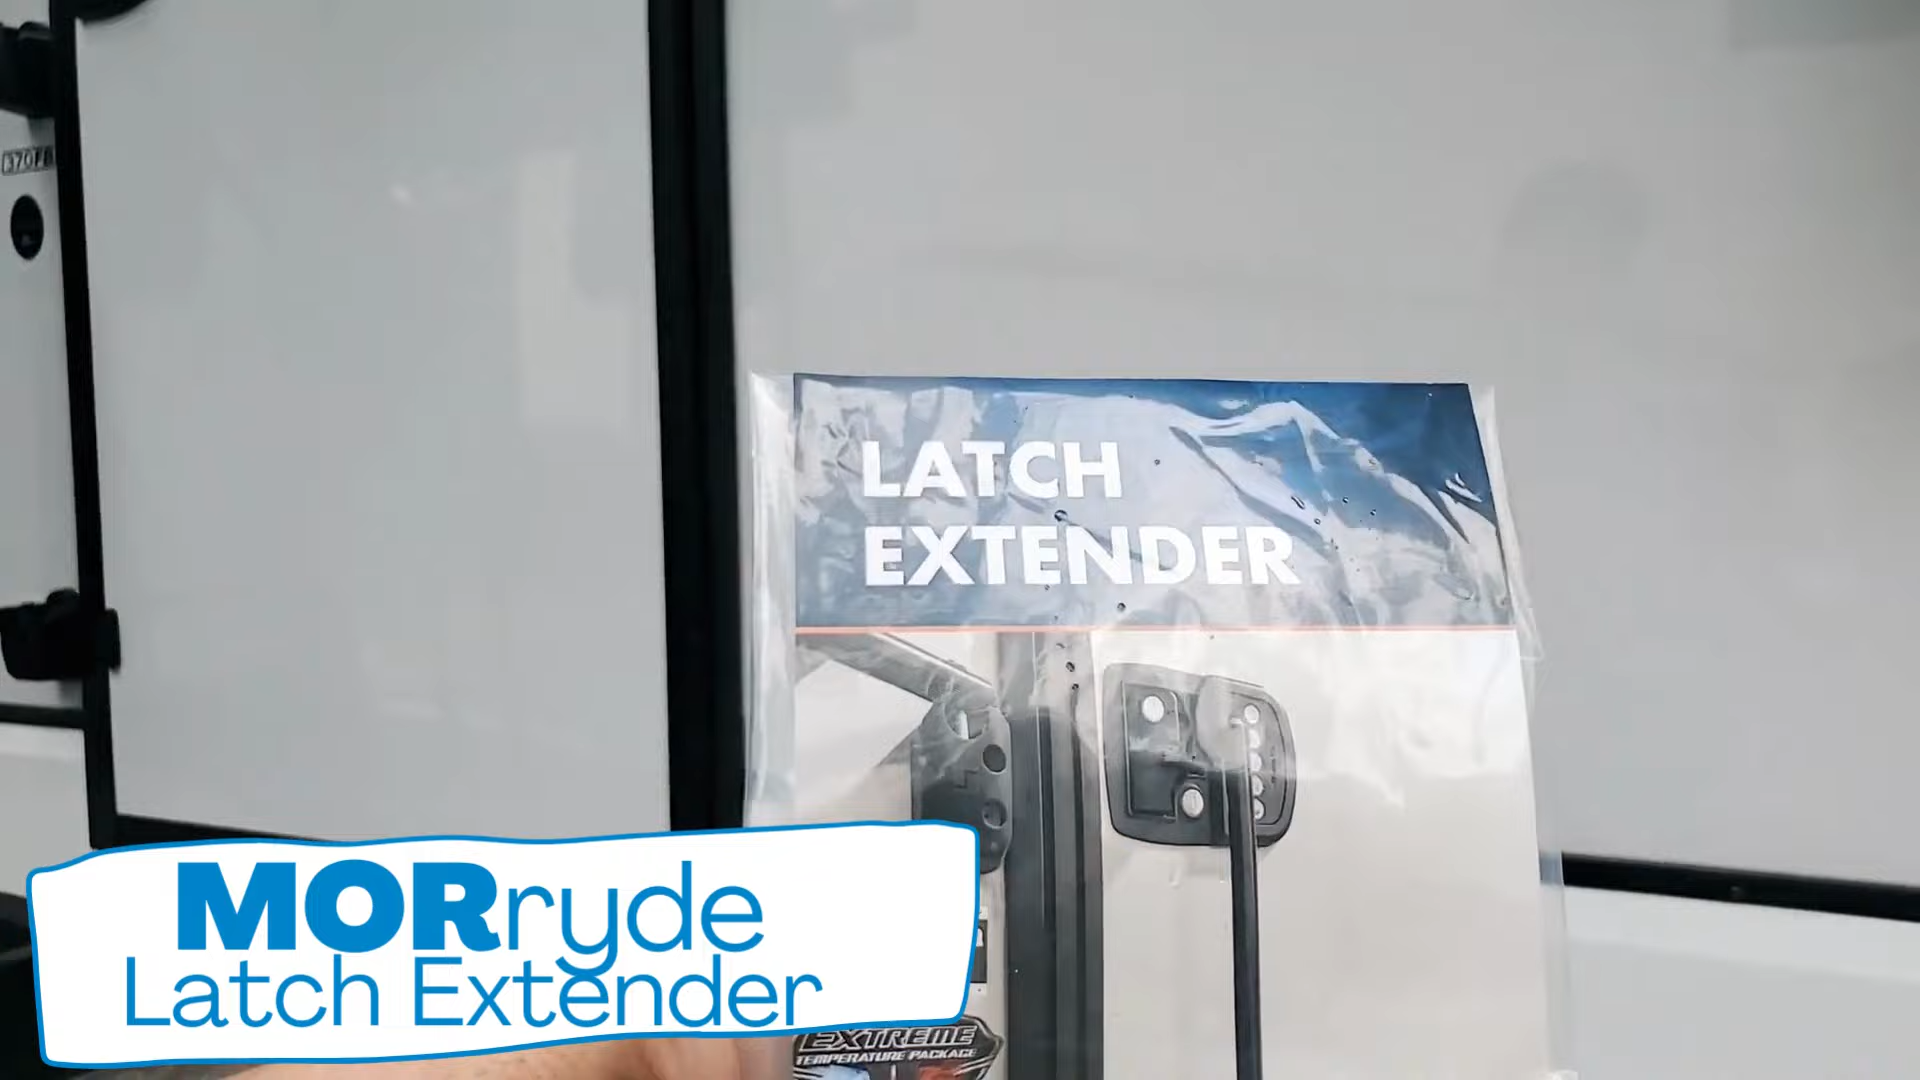 LATCH
EXTENDER
MORryde
Latch Extender
EXTREME
TEMPERATURE PACKAGE